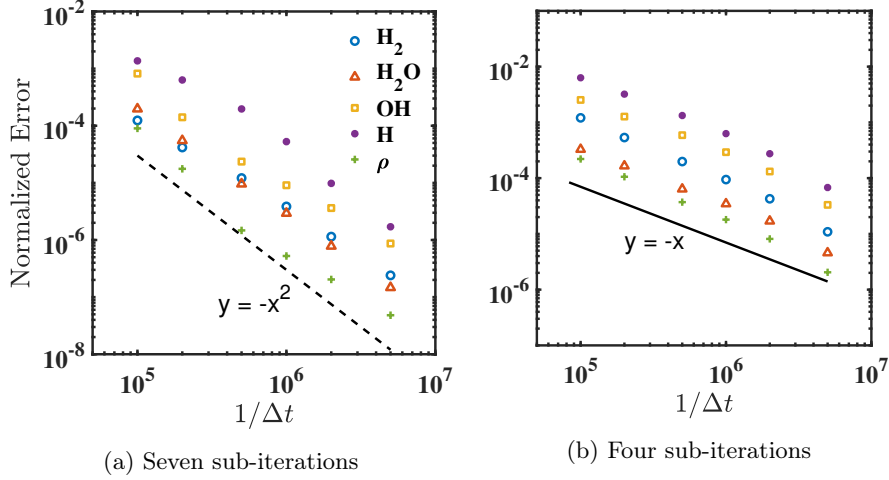 10^-2
10^-4
10^-6
10^-8
Normalized Error
H_2
H_2O
OH
H
ρ
y = -x^2
10^5
10^6
10^7
1/Δt
(a) Seven sub-iterations
10^-2
10^-4
10^-6
y = -x
10^5
10^6
10^7
1/Δt
(b) Four sub-iterations